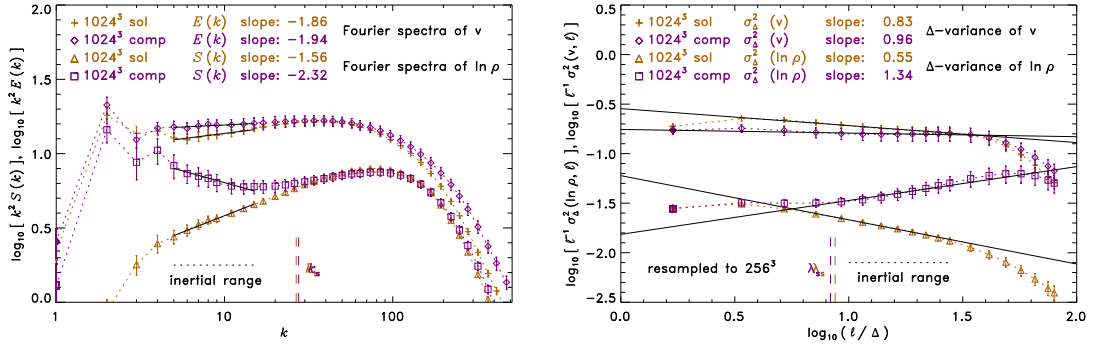 + 1024³ sol E(k) slope: −1.86
◇ 1024³ comp E(k) slope: −1.94
Fourier spectra of v
△ 1024³ sol S(k) slope: −1.56
□ 1024³ comp S(k) slope: −2.32
Fourier spectra of ln ρ
log₁₀[ k² S(k) ], log₁₀[ k² E(k) ]
2.0
1.5
1.0
0.5
0.0
inertial range
1 10 100
k
+ 1024³ sol σ²_Δ (v) slope: 0.83
◇ 1024³ comp σ²_Δ (v) slope: 0.96
Δ-variance of v
△ 1024³ sol σ²_Δ (ln ρ) slope: 0.55
□ 1024³ comp σ²_Δ (ln ρ) slope: 1.34
Δ-variance of ln ρ
log₁₀[ ℓ⁻¹ σ²_Δ(ln ρ, ℓ) ], log₁₀[ ℓ⁻¹ σ²_Δ(v, ℓ) ]
0.5
0.0
−0.5
−1.0
−1.5
−2.0
−2.5
resampled to 256³
inertial range
0.0 0.5 1.0 1.5 2.0
log₁₀(ℓ/Δ)